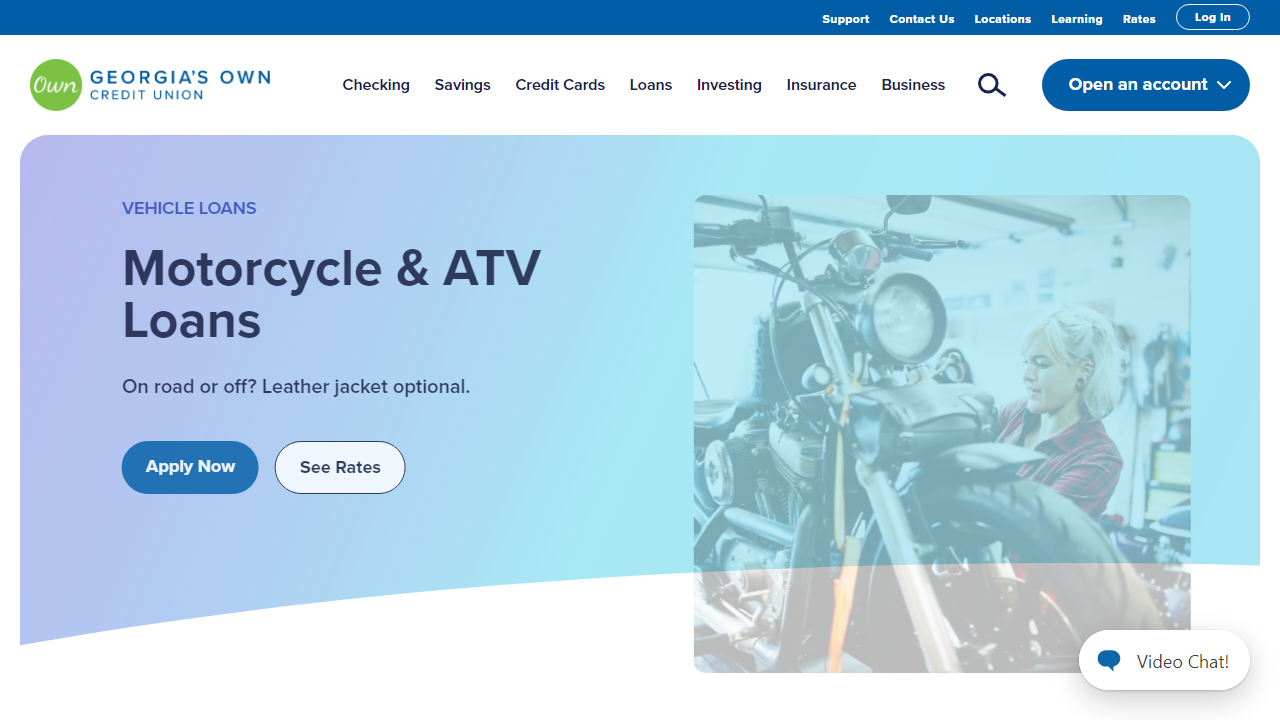 Support Contact Us Locations Learning Rates Log In
Own GEORGIA'S OWN
CREDIT UNION
Checking Savings Credit Cards Loans Investing Insurance Business
Open an account
VEHICLE LOANS
Motorcycle & ATV
Loans
On road or off? Leather jacket optional.
Apply Now See Rates
Video Chat!